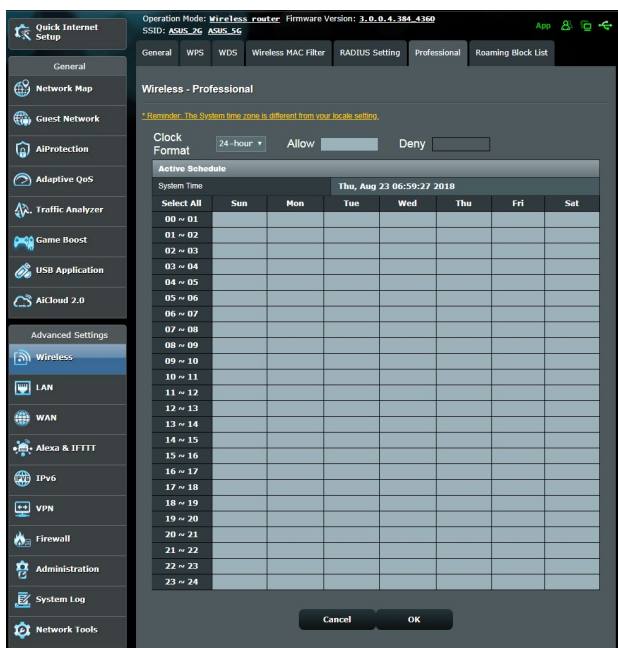 Quick Internet Setup
Operation Mode: Wireless router Firmware Version: 3.0.0.4.384_4360
SSID: ASUS_2G ASUS_5G
App
General WPS WDS Wireless MAC Filter RADIUS Setting Professional Roaming Block List
General
Network Map
Guest Network
AiProtection
Adaptive QoS
Traffic Analyzer
Game Boost
USB Application
AiCloud 2.0
Advanced Settings
Wireless
LAN
WAN
Alexa & IFTTT
IPv6
VPN
Firewall
Administration
System Log
Network Tools
Wireless - Professional
* Reminder: The System time zone is different from your locale setting.
Clock Format 24-hour Allow Deny
Active Schedule
System Time Thu, Aug 23 06:59:27 2018
Select All Sun Mon Tue Wed Thu Fri Sat
00 ~ 01
01 ~ 02
02 ~ 03
03 ~ 04
04 ~ 05
05 ~ 06
06 ~ 07
07 ~ 08
08 ~ 09
09 ~ 10
10 ~ 11
11 ~ 12
12 ~ 13
13 ~ 14
14 ~ 15
15 ~ 16
16 ~ 17
17 ~ 18
18 ~ 19
19 ~ 20
20 ~ 21
21 ~ 22
22 ~ 23
23 ~ 24
Cancel OK